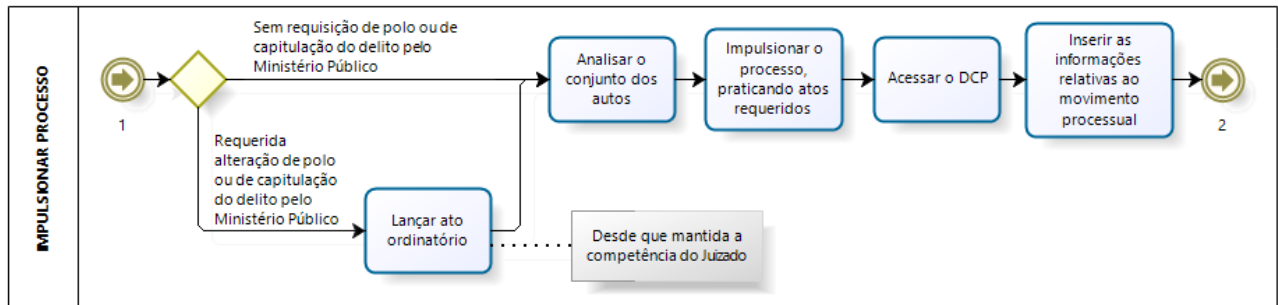 IMPULSIONAR PROCESSO
1
Sem requisição de polo ou de
capitulação do delito pelo
Ministério Público
Requerida
alteração de polo
ou de capitulação
do delito pelo
Ministério Público
Lançar ato
ordinatório
Desde que mantida a
competência do Juizado
Analisar o
conjunto dos
autos
Impulsionar o
processo,
praticando atos
requeridos
Acessar o DCP
Inserir as
informações
relativas ao
movimento
processual
2